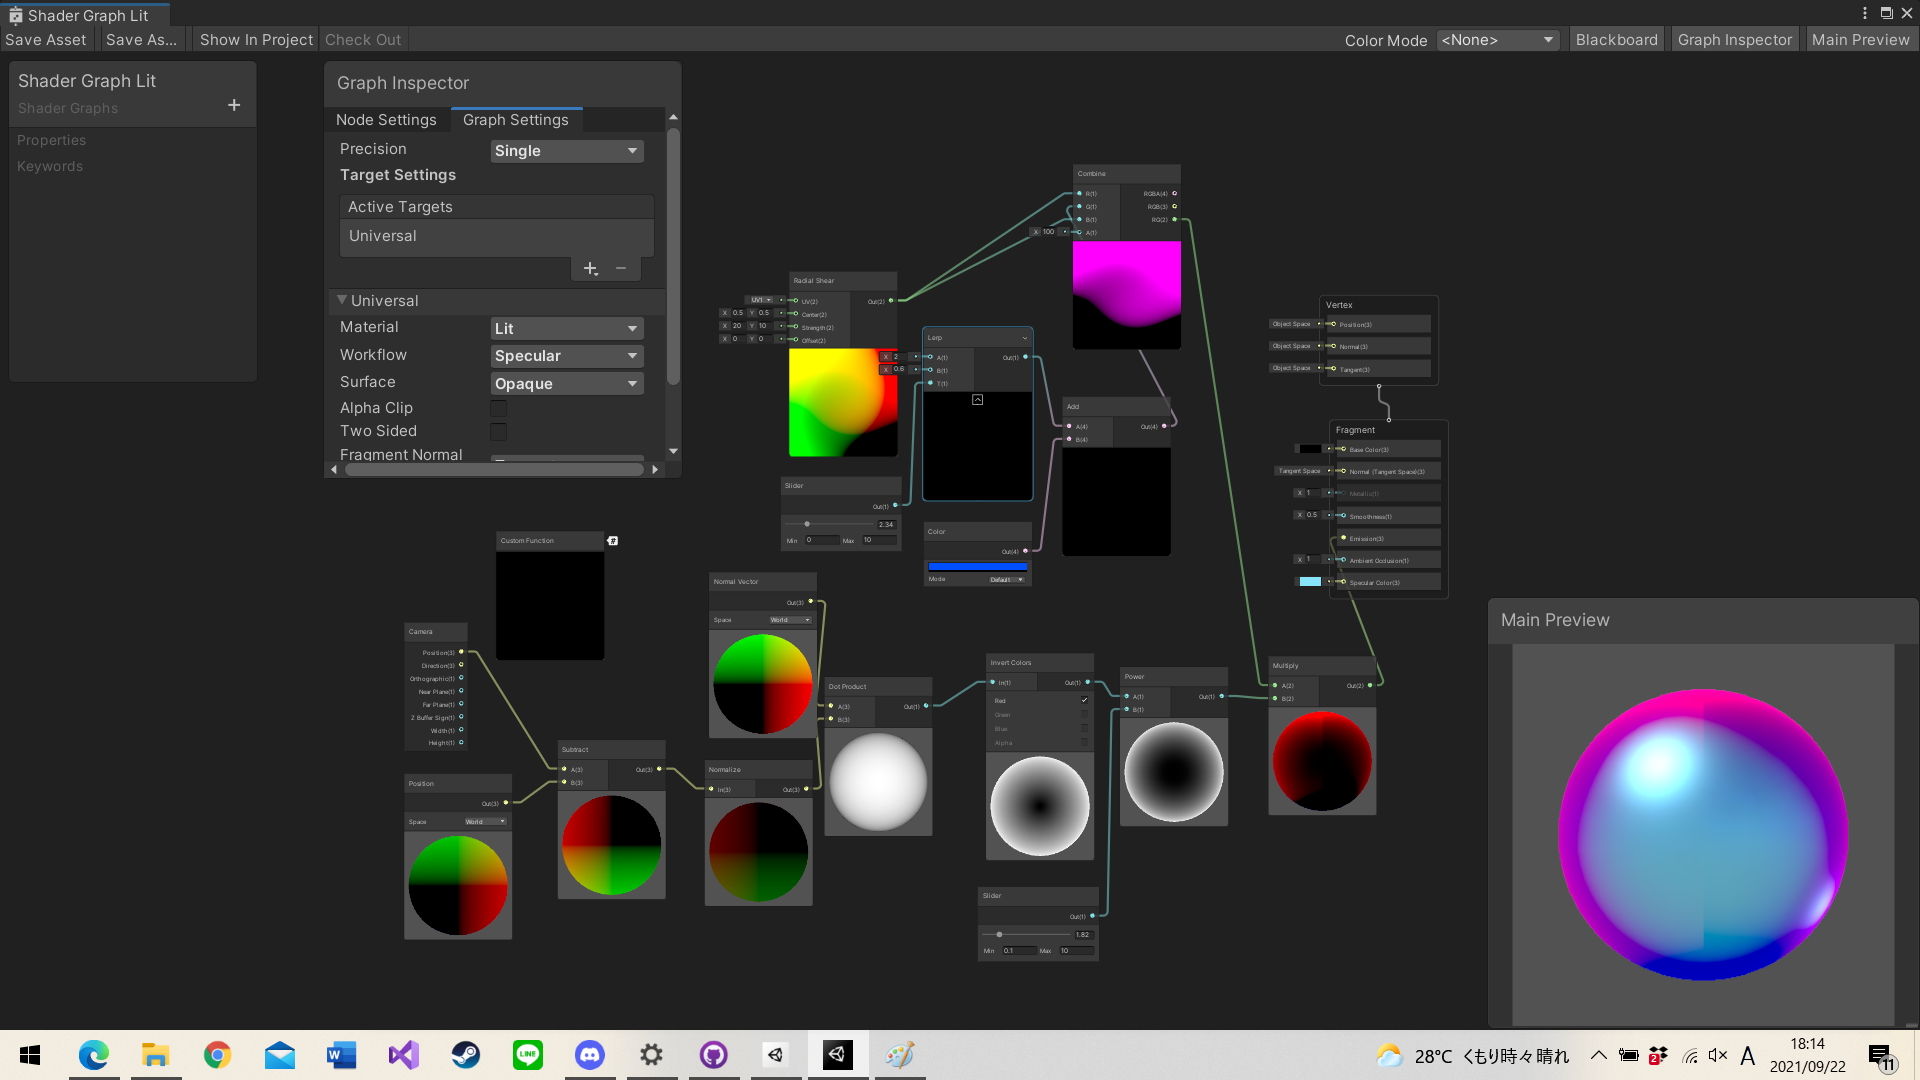 Shader Graph Lit
Save Asset
Save As...
Show In Project
Check Out
Color Mode
<None>
Blackboard
Graph Inspector
Main Preview
Shader Graph Lit
Shader Graphs
Properties
Keywords
Graph Inspector
Node Settings
Graph Settings
Precision
Single
Target Settings
Active Targets
Universal
Universal
Material
Lit
Workflow
Specular
Surface
Opaque
Alpha Clip
Two Sided
Fragment Normal
Combine
R(1)
RGBA(4)
G(1)
RGB(3)
B(1)
RG(2)
X 100
A(1)
Radial Shear
UV1
UV(2)
Out(2)
X 0.5 Y 0.5
Center(2)
X 20 Y 10
Strength(2)
X 0 Y 0
Offset(2)
Lerp
X 2
A(1)
Out(1)
X 0.6
B(1)
T(1)
Add
A(4)
Out(4)
B(4)
Slider
Out(1)
2.34
Min 0
Max 10
Color
Out(4)
Mode
Default
Vertex
Object Space
Position(3)
Object Space
Normal(3)
Object Space
Tangent(3)
Fragment
Base Color(3)
Tangent Space
Normal (Tangent Space)(3)
X 1
Metallic(1)
X 0.5
Smoothness(1)
Emission(3)
X 1
Ambient Occlusion(1)
Specular Color(3)
Custom Function
#
Normal Vector
Out(3)
Space
World
Camera
Position(3)
Direction(3)
Orthographic(1)
Near Plane(1)
Far Plane(1)
Z Buffer Sign(1)
Width(1)
Height(1)
Position
Out(3)
Space
World
Subtract
A(3)
Out(3)
B(3)
Normalize
In(3)
Out(3)
Dot Product
A(3)
Out(1)
B(3)
Invert Colors
In(1)
Out(1)
Red
Green
Blue
Alpha
Power
A(1)
Out(1)
B(1)
Slider
Out(1)
1.82
Min 0.1
Max 10
Multiply
A(2)
Out(2)
B(2)
Main Preview
LINE
28°C くもり時々晴れ
2
A
18:14
2021/09/22
11